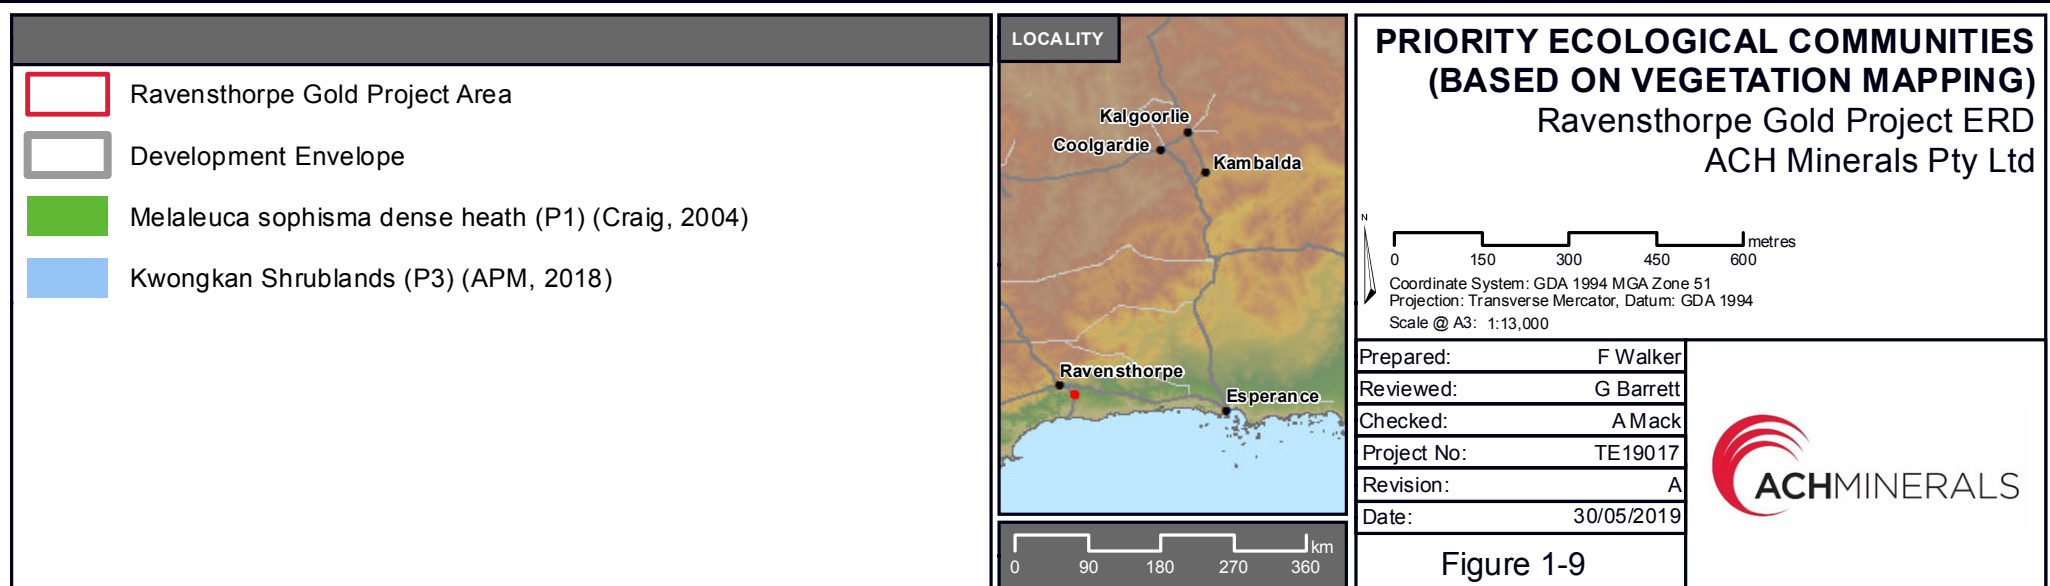 Ravensthorpe Gold Project Area
Development Envelope
Melaleuca sophisma dense heath (P1) (Craig, 2004)
Kwongkan Shrublands (P3) (APM, 2018)
LOCALITY
Kalgoorlie
Coolgardie
Kambalda
Ravensthorpe
Esperance
km
0 90 180 270 360
PRIORITY ECOLOGICAL COMMUNITIES
(BASED ON VEGETATION MAPPING)
Ravensthorpe Gold Project ERD
ACH Minerals Pty Ltd
N
metres
0 150 300 450 600
Coordinate System: GDA 1994 MGA Zone 51
Projection: Transverse Mercator, Datum: GDA 1994
Scale @ A3: 1:13,000
Prepared: F Walker
Reviewed: G Barrett
Checked: A Mack
Project No: TE19017
Revision: A
Date: 30/05/2019
Figure 1-9
ACHMINERALS